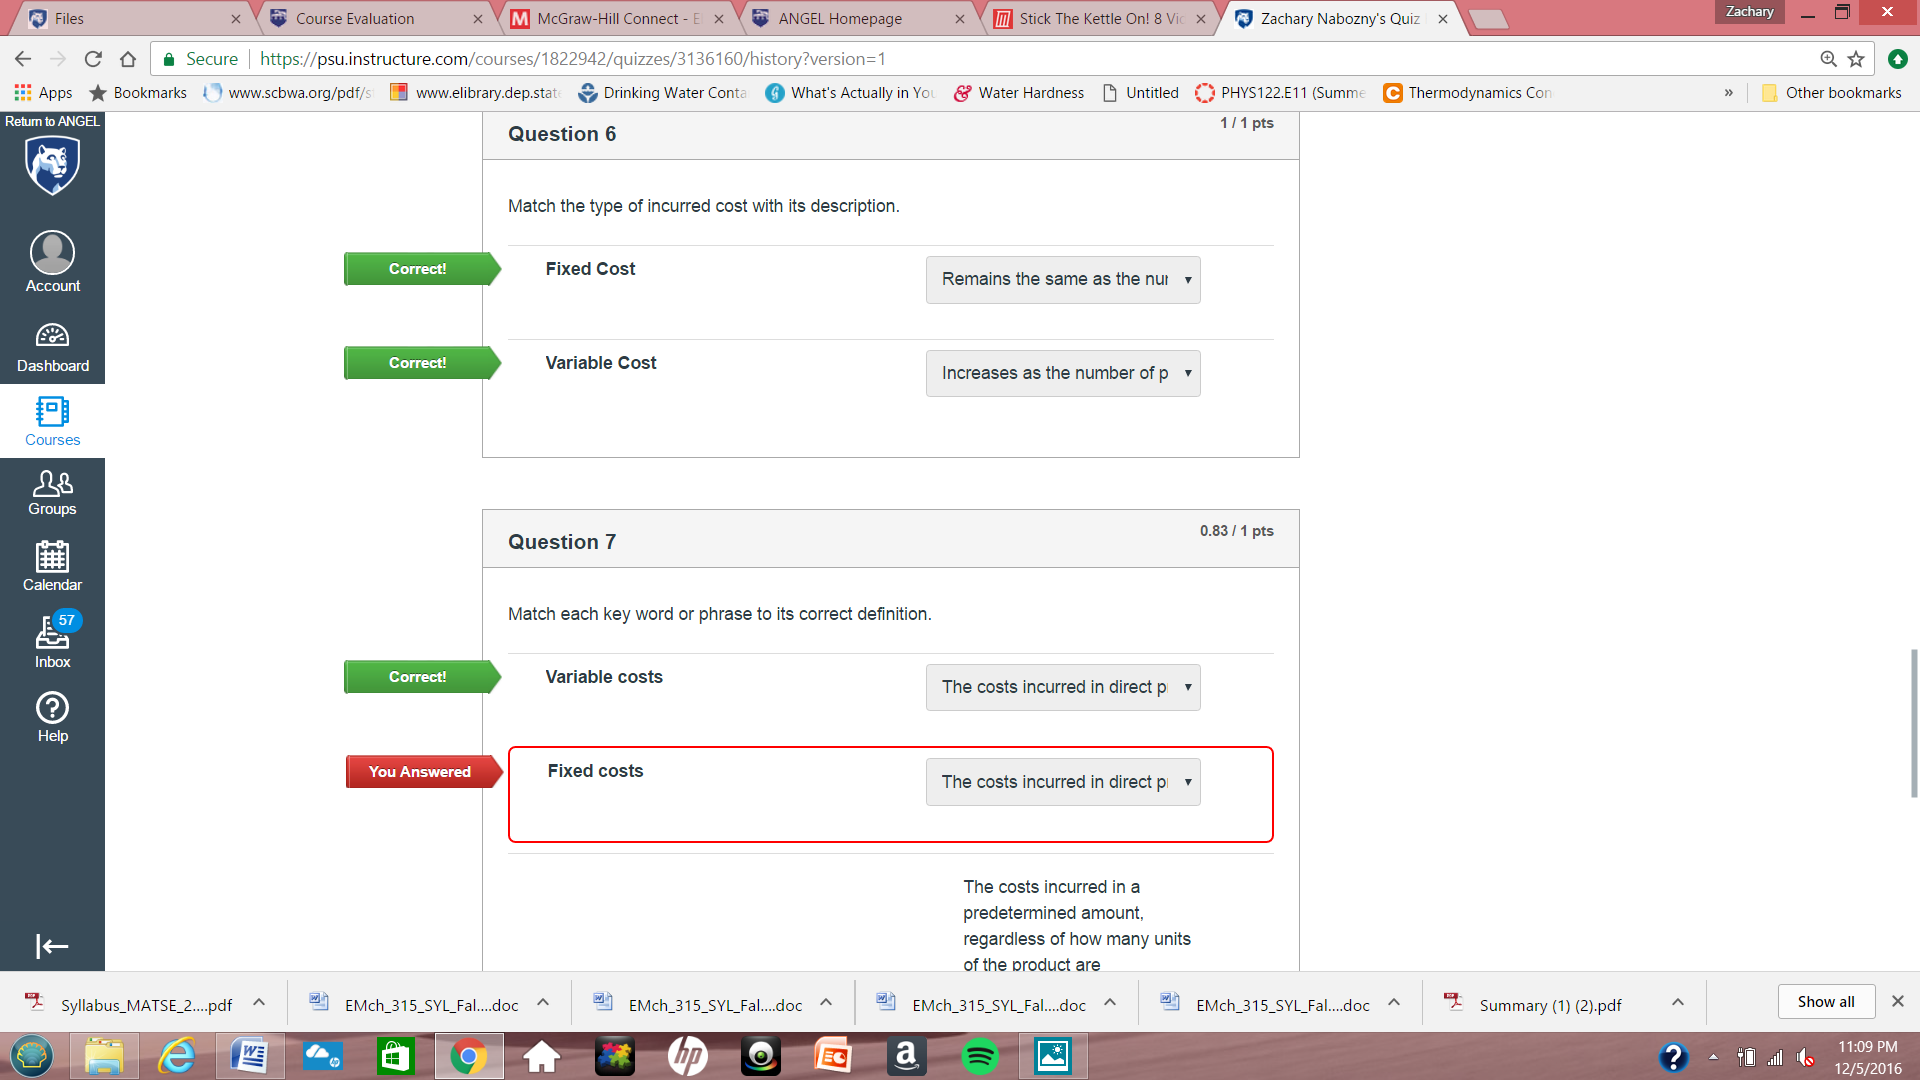 Files
Course Evaluation
McGraw-Hill Connect - E
ANGEL Homepage
Stick The Kettle On! 8 Vic
Zachary Nabozny's Quiz
Zachary
Secure
https://psu.instructure.com/courses/1822942/quizzes/3136160/history?version=1
Apps
Bookmarks
www.scbwa.org/pdf/s
www.elibrary.dep.state
Drinking Water Conta
What's Actually in You
Water Hardness
Untitled
PHYS122.E11 (Summe
Thermodynamics Con
»
Other bookmarks
Return to ANGEL
Account
Dashboard
Courses
Groups
Calendar
57
Inbox
Help
Question 6
1 / 1 pts
Match the type of incurred cost with its description.
Correct!
Fixed Cost
Remains the same as the nur
Correct!
Variable Cost
Increases as the number of p
Question 7
0.83 / 1 pts
Match each key word or phrase to its correct definition.
Correct!
Variable costs
The costs incurred in direct p
You Answered
Fixed costs
The costs incurred in direct p
The costs incurred in a
predetermined amount,
regardless of how many units
of the product are
Syllabus_MATSE_2....pdf
EMch_315_SYL_Fal....doc
EMch_315_SYL_Fal....doc
EMch_315_SYL_Fal....doc
EMch_315_SYL_Fal....doc
Summary (1) (2).pdf
Show all
11:09 PM
12/5/2016